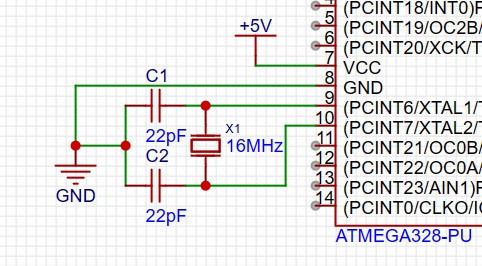 (PCINT18/INT0)P
5
(PCINT19/OC2B/
+5V
6
(PCINT20/XCK/T
7
VCC
8
GND
C1
9
(PCINT6/XTAL1/
22pF
X1
10
(PCINT7/XTAL2/
16MHz
11
(PCINT21/OC0B/
C2
12
(PCINT22/OC0A/
13
(PCINT23/AIN1)P
GND
14
(PCINT0/CLKO/I
22pF
ATMEGA328-PU